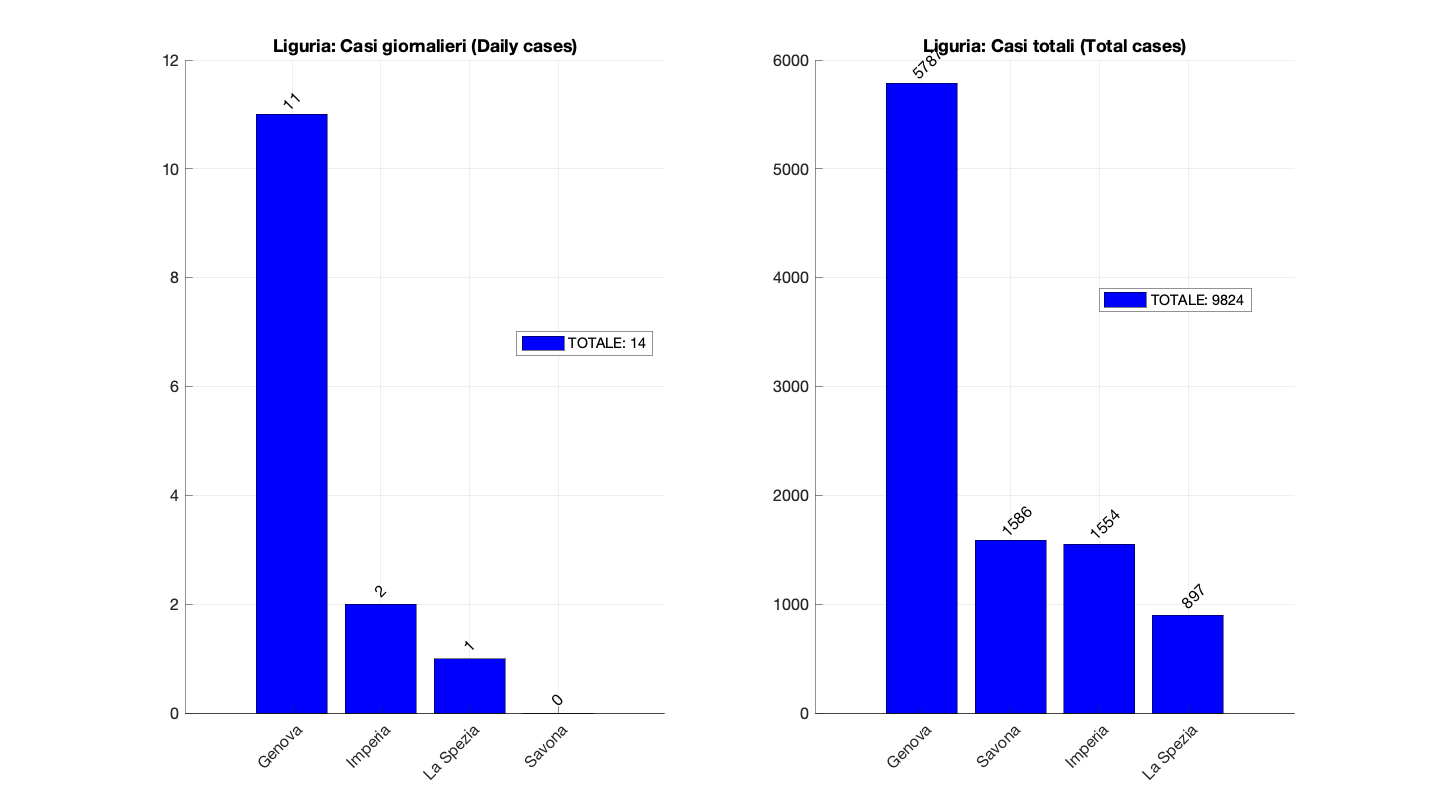 Liguria: Casi giornalieri (Daily cases)
12
10
8
6
4
2
0
11
2
1
0
TOTALE: 14
Genova
Imperia
La Spezia
Savona
Liguria: Casi totali (Total cases)
6000
5000
4000
3000
2000
1000
0
5787
1586
1554
897
TOTALE: 9824
Genova
Savona
Imperia
La Spezia